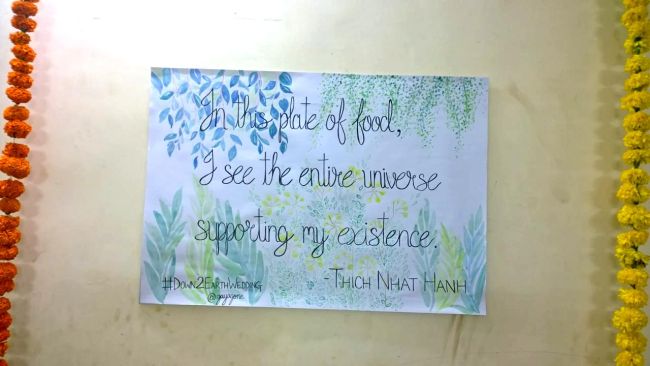 In this plate of food,
I see the entire universe
supporting my existence.
-THICH NHAT HANH
#DOWN2EARTHWEDDING